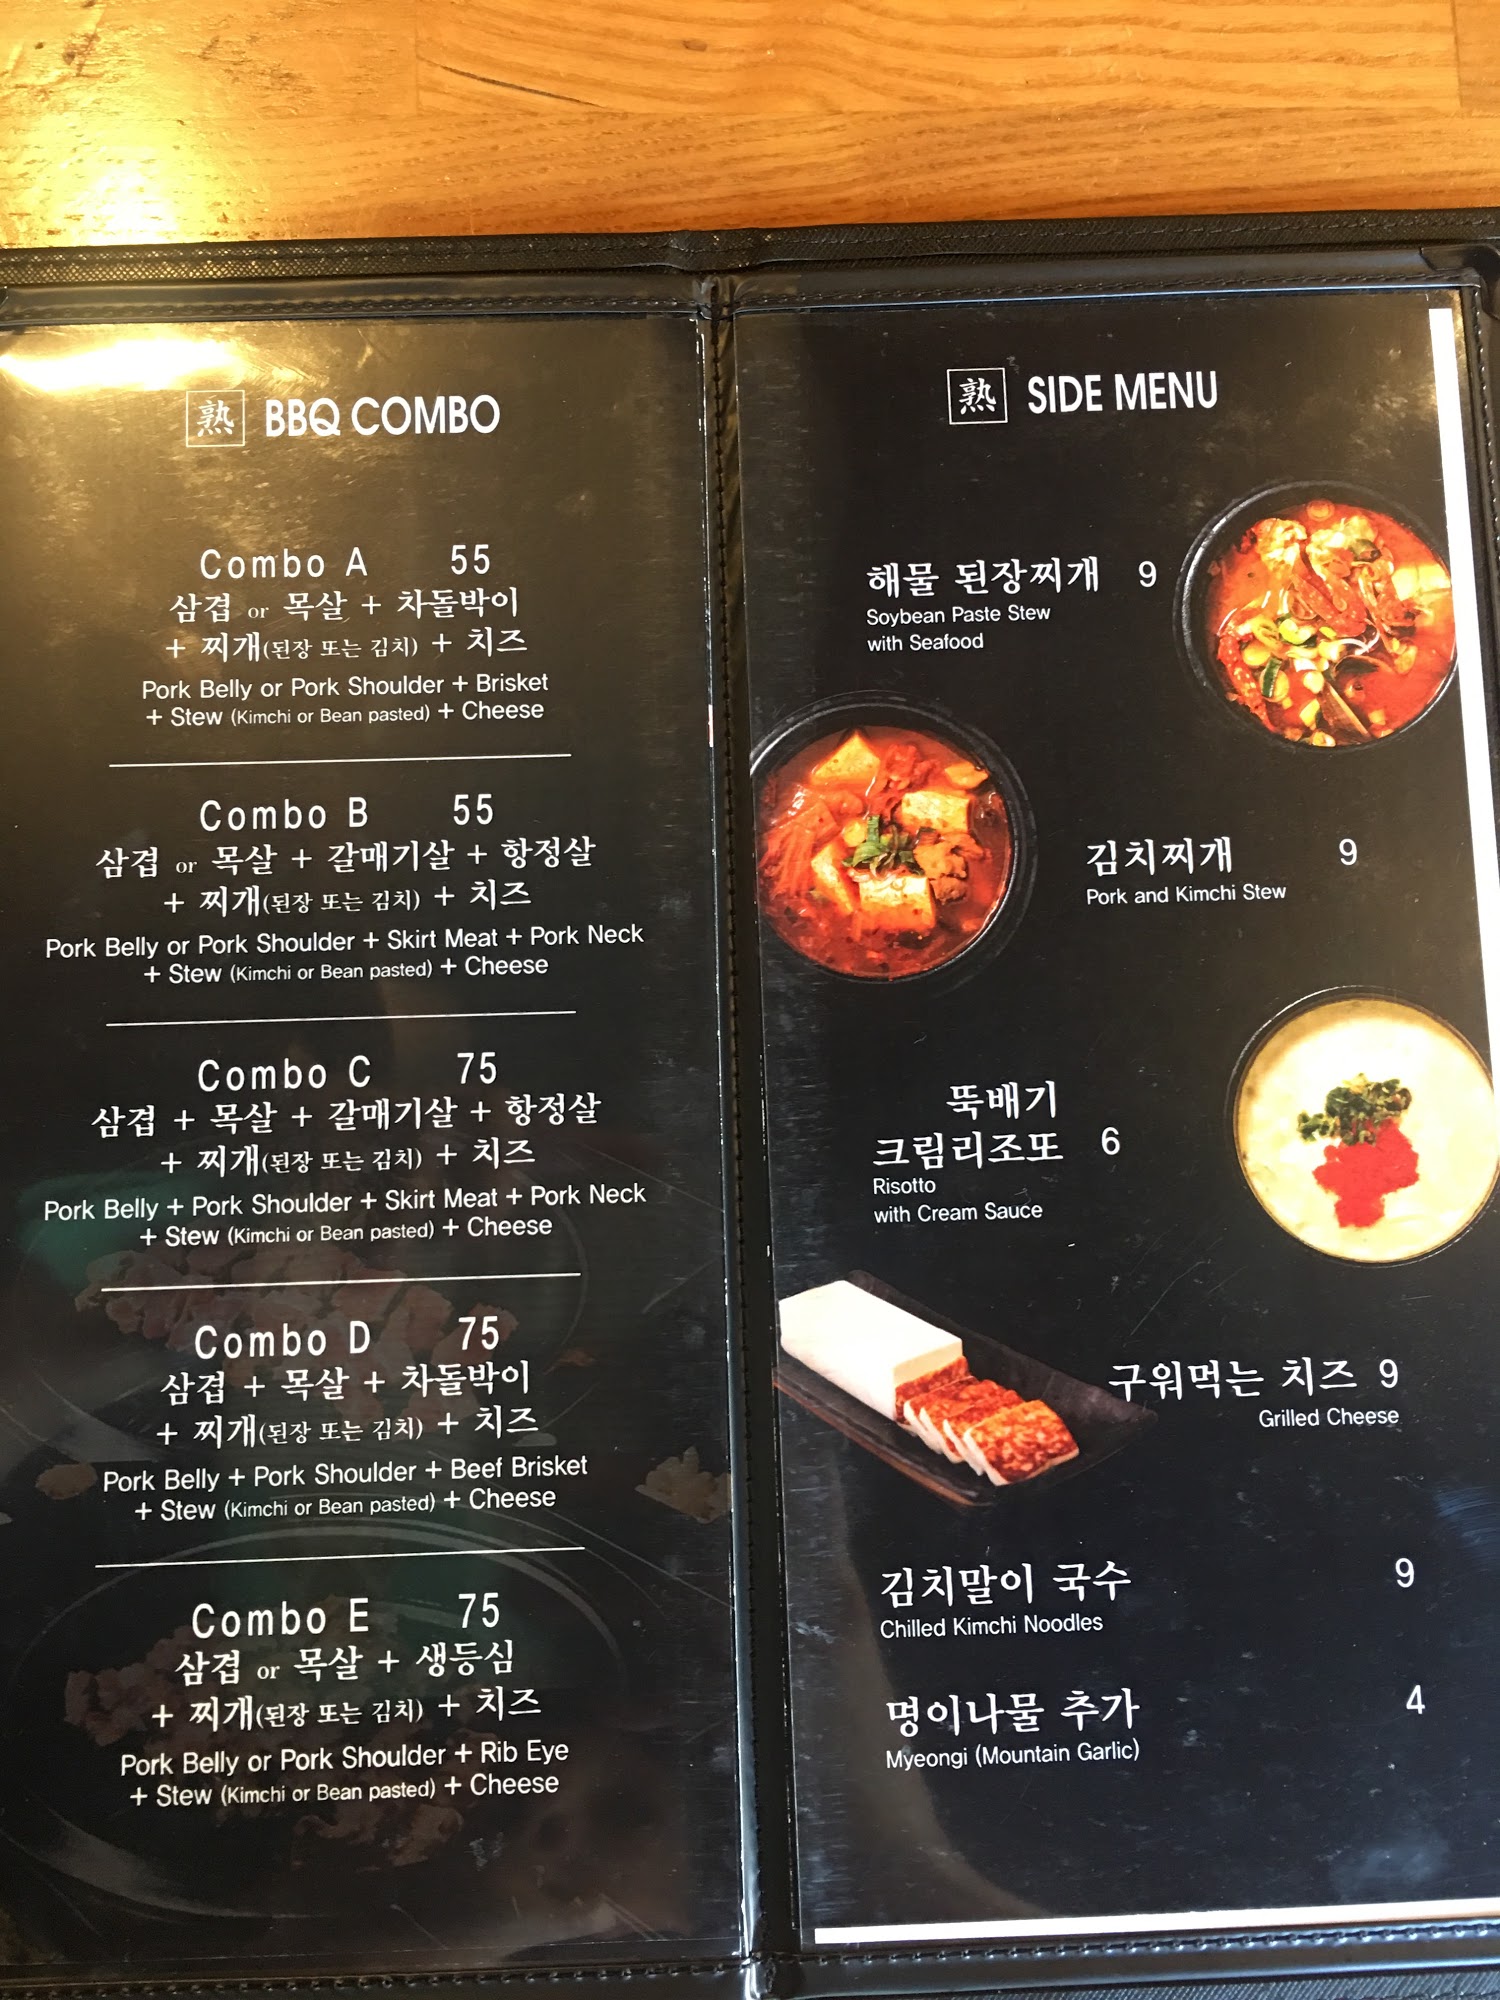 熟 BBQ COMBO
Combo A 55
삼겹 or 목살 + 차돌박이
+ 찌개(된장 또는 김치) + 치즈
Pork Belly or Pork Shoulder + Brisket
+ Stew (Kimchi or Bean pasted) + Cheese
Combo B 55
삼겹 or 목살 + 갈매기살 + 항정살
+ 찌개(된장 또는 김치) + 치즈
Pork Belly or Pork Shoulder + Skirt Meat + Pork Neck
+ Stew (Kimchi or Bean pasted) + Cheese
Combo C 75
삼겹 + 목살 + 갈매기살 + 항정살
+ 찌개(된장 또는 김치) + 치즈
Pork Belly + Pork Shoulder + Skirt Meat + Pork Neck
+ Stew (Kimchi or Bean pasted) + Cheese
Combo D 75
삼겹 + 목살 + 차돌박이
+ 찌개(된장 또는 김치) + 치즈
Pork Belly + Pork Shoulder + Beef Brisket
+ Stew (Kimchi or Bean pasted) + Cheese
Combo E 75
삼겹 or 목살 + 생등심
+ 찌개(된장 또는 김치) + 치즈
Pork Belly or Pork Shoulder + Rib Eye
+ Stew (Kimchi or Bean pasted) + Cheese
熟 SIDE MENU
해물 된장찌개 9
Soybean Paste Stew
with Seafood
김치찌개 9
Pork and Kimchi Stew
뚝배기
크림리조또 6
Risotto
with Cream Sauce
구워먹는 치즈 9
Grilled Cheese
김치말이 국수 9
Chilled Kimchi Noodles
명이나물 추가 4
Myeongi (Mountain Garlic)